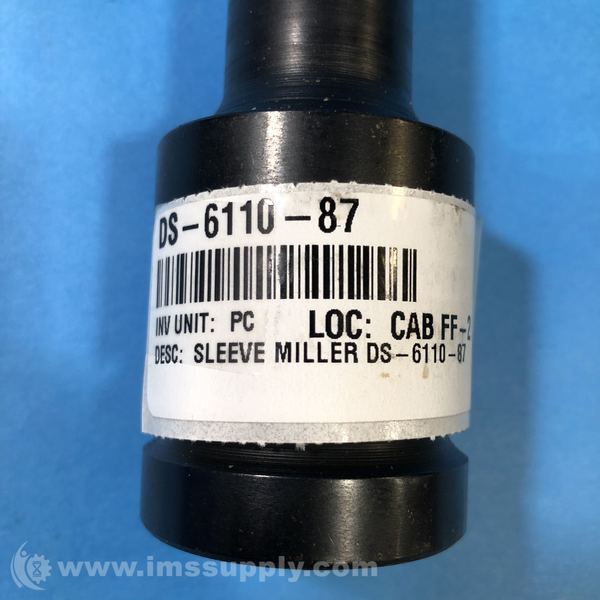 DS-6110-87
INV UNIT: PC LOC: CAB FF-2
DESC: SLEEVE MILLER DS-6110-87
www.imssupply.com